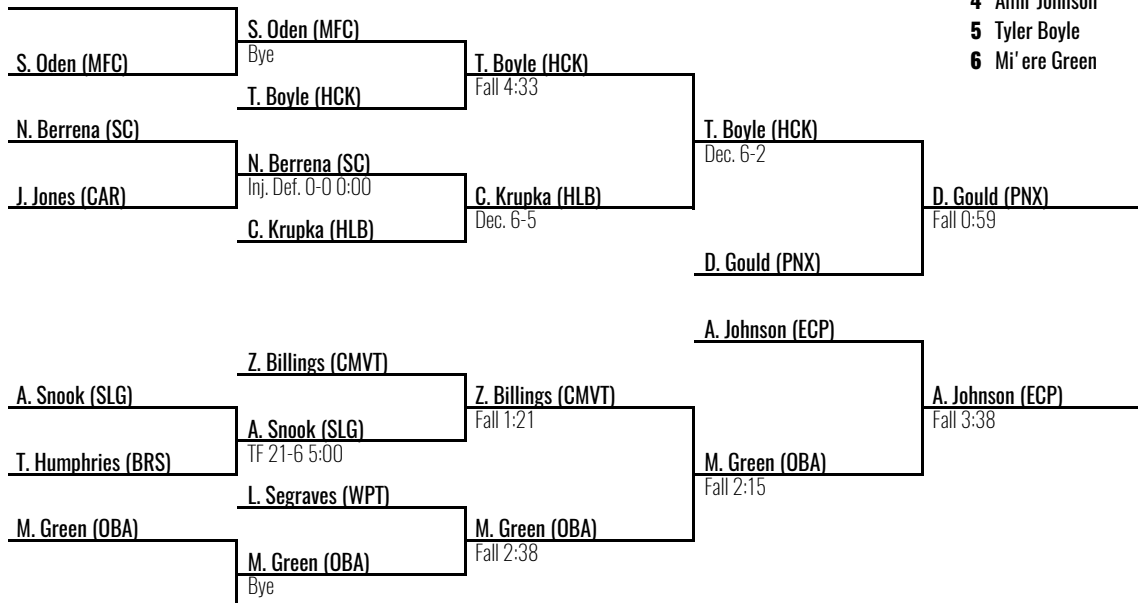 4 Amir Johnson
S. Oden (MFC)
5 Tyler Boyle
Bye
S. Oden (MFC)
T. Boyle (HCK)
6 Mi'ere Green
Fall 4:33
T. Boyle (HCK)
N. Berrena (SC)
T. Boyle (HCK)
Dec. 6-2
N. Berrena (SC)
Inj. Def. 0-0 0:00
J. Jones (CAR)
C. Krupka (HLB)
D. Gould (PNX)
Dec. 6-5
Fall 0:59
C. Krupka (HLB)
D. Gould (PNX)
A. Johnson (ECP)
Z. Billings (CMVT)
A. Snook (SLG)
Z. Billings (CMVT)
A. Johnson (ECP)
Fall 1:21
Fall 3:38
A. Snook (SLG)
TF 21-6 5:00
T. Humphries (BRS)
M. Green (OBA)
Fall 2:15
L. Segraves (WPT)
M. Green (OBA)
M. Green (OBA)
Fall 2:38
M. Green (OBA)
Bye